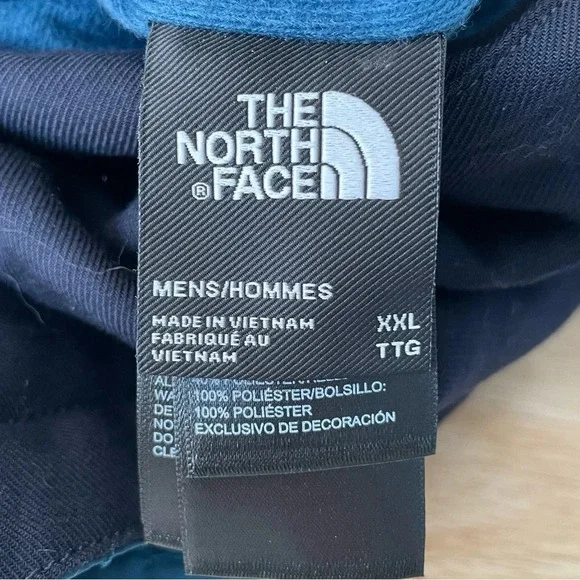 THE
NORTH
® FACE
MENS/HOMMES
MADE IN VIETNAM XXL
FABRIQUÉ AU TTG
VIETNAM
100% POLIÉSTER/BOLSILLO:
100% POLIÉSTER
EXCLUSIVO DE DECORACIÓN